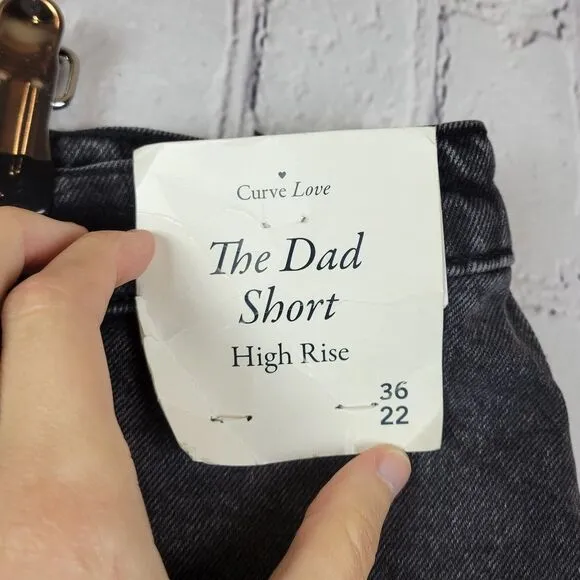 Curve Love
The Dad
Short
High Rise
36
22